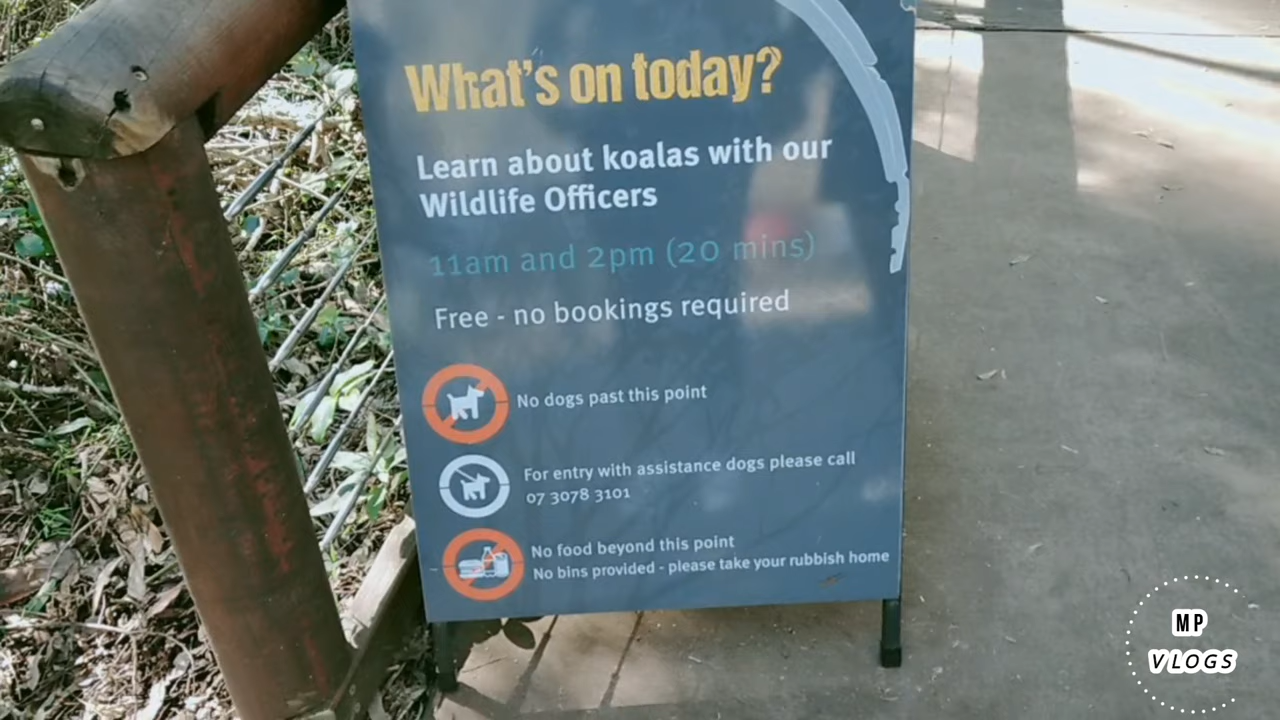 What's on today?
Learn about koalas with our
Wildlife Officers
11am and 2pm (20 mins)
Free - no bookings required
No dogs past this point
For entry with assistance dogs please call
07 3078 3101
No food beyond this point
No bins provided - please take your rubbish home
MP
VLOGS